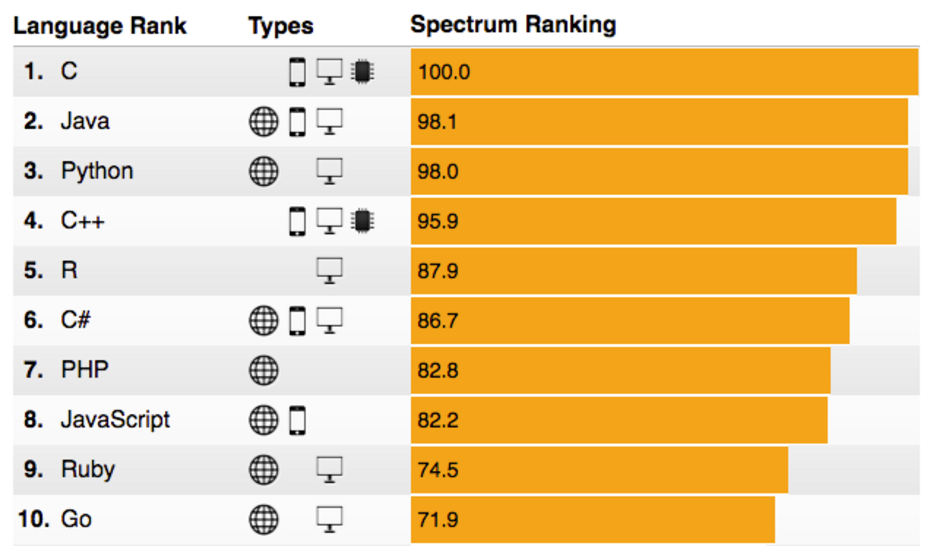 Language Rank Types Spectrum Ranking
1. C 100.0
2. Java 98.1
3. Python 98.0
4. C++ 95.9
5. R 87.9
6. C# 86.7
7. PHP 82.8
8. JavaScript 82.2
9. Ruby 74.5
10. Go 71.9